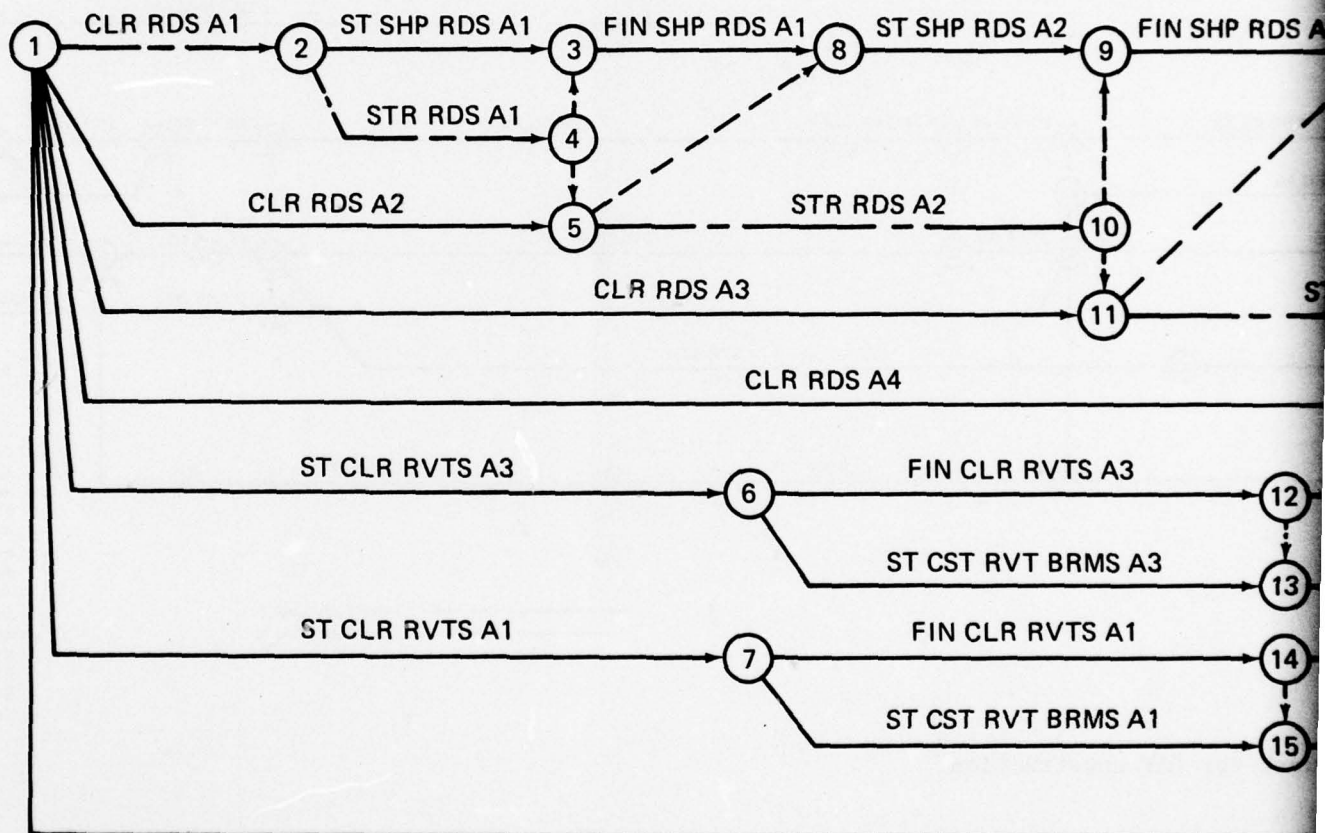 CLR RDS A1
ST SHP RDS A1
FIN SHP RDS A1
ST SHP RDS A2
FIN SHP RDS A
1
2
3
8
9
STR RDS A1
4
CLR RDS A2
5
STR RDS A2
10
CLR RDS A3
11
ST
CLR RDS A4
ST CLR RVTS A3
6
FIN CLR RVTS A3
12
ST CST RVT BRMS A3
13
ST CLR RVTS A1
7
FIN CLR RVTS A1
14
ST CST RVT BRMS A1
15